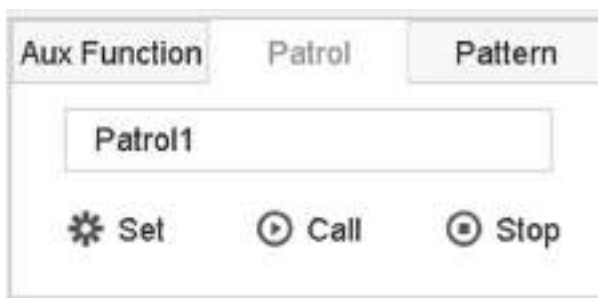 Aux Function Patrol Pattern
Patrol1
Set Call Stop